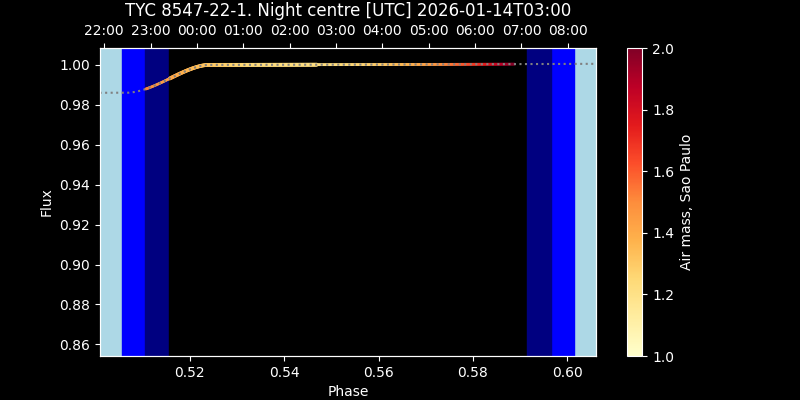 TYC 8547-22-1. Night centre [UTC] 2026-01-14T03:00
22:00 23:00 00:00 01:00 02:00 03:00 04:00 05:00 06:00 07:00 08:00
1.00
0.98
0.96
0.94
0.92
0.90
0.88
0.86
Flux
0.52 0.54 0.56 0.58 0.60
Phase
2.0
1.8
1.6
1.4
1.2
1.0
Air mass, Sao Paulo